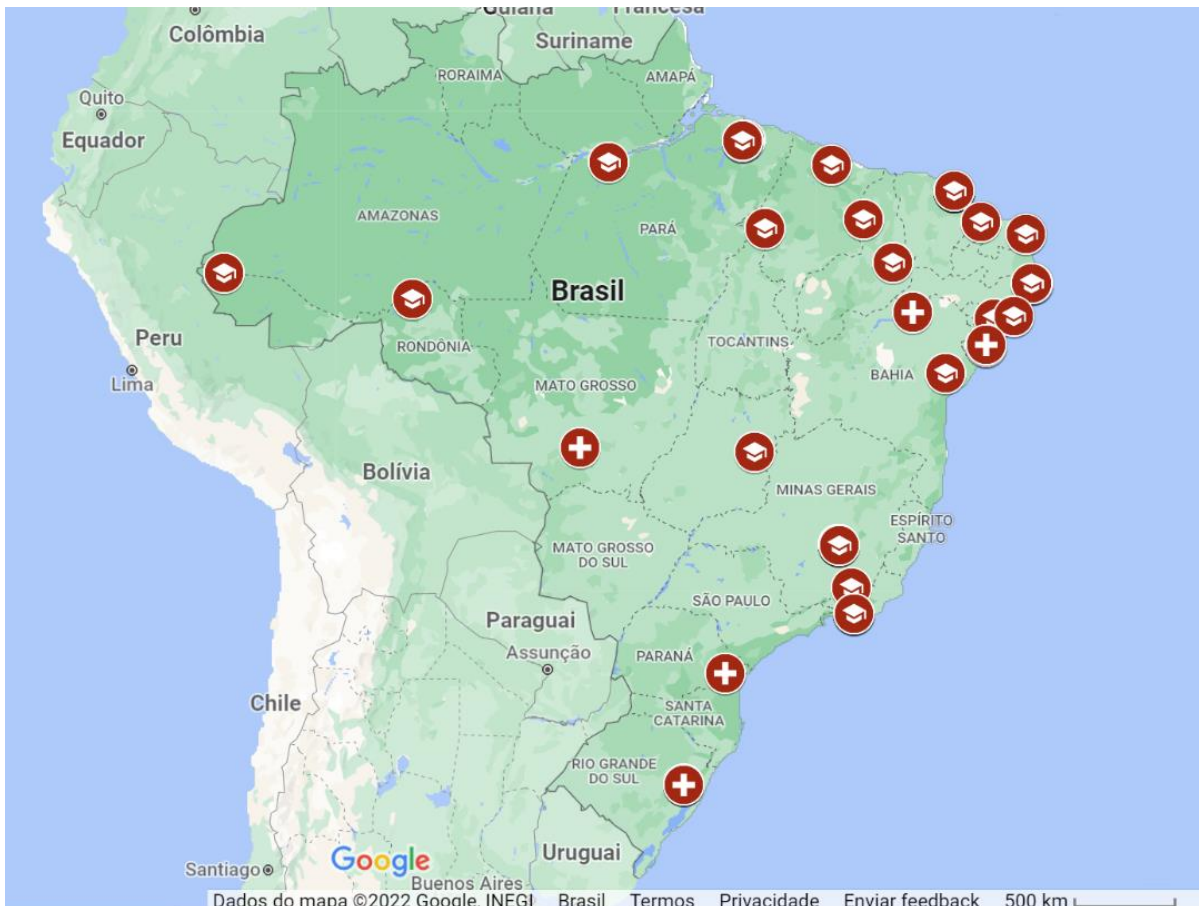 Guiana
Francesa
Colômbia
Suriname
RORAIMA
AMAPÁ
Quito
Equador
AMAZONAS
PARÁ
Brasil
Peru
RONDÔNIA
TOCANTINS
Lima
MATO GROSSO
BAHIA
Bolívia
MINAS GERAIS
ESPÍRITO
SANTO
MATO GROSSO
DO SUL
SÃO PAULO
Paraguai
Assunção
PARANÁ
Chile
SANTA
CATARINA
RIO GRANDE
DO SUL
Uruguai
Google
Santiago
Buenos Aires
Dados do mapa ©2022 Google, INEGI Brasil Termos Privacidade Enviar feedback 500 km